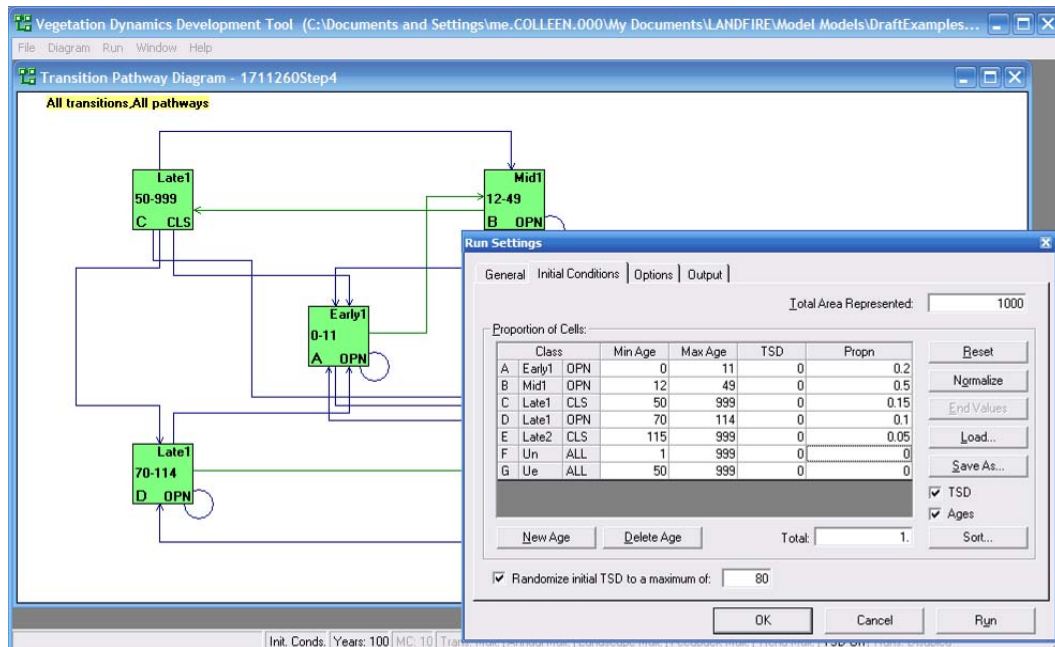 Vegetation Dynamics Development Tool (C:\Documents and Settings\me.COLLEEN.000\My Documents\LANDFIRE\Model Models\DraftExamples...
File Diagram Run Window Help
Transition Pathway Diagram - 1711260Step4
All transitions,All pathways
Late1
50-999
C CLS
Mid1
12-49
B OPN
Early1
0-11
A OPN
Late1
70-114
D OPN
Run Settings
General Initial Conditions Options Output
Total Area Represented: 1000
Proportion of Cells:
Class Min Age Max Age TSD Propn
A Early1 OPN 0 11 0 0.2
B Mid1 OPN 12 49 0 0.5
C Late1 CLS 50 999 0 0.15
D Late1 OPN 70 114 0 0.1
E Late2 CLS 115 999 0 0.05
F Un ALL 1 999 0 0
G Ue ALL 50 999 0 0
Reset
Normalize
End Values
Load...
Save As...
TSD
Ages
New Age Delete Age Total: 1. Sort...
Randomize initial TSD to a maximum of: 80
OK Cancel Run
Init. Conds. Years: 100 MC: 10